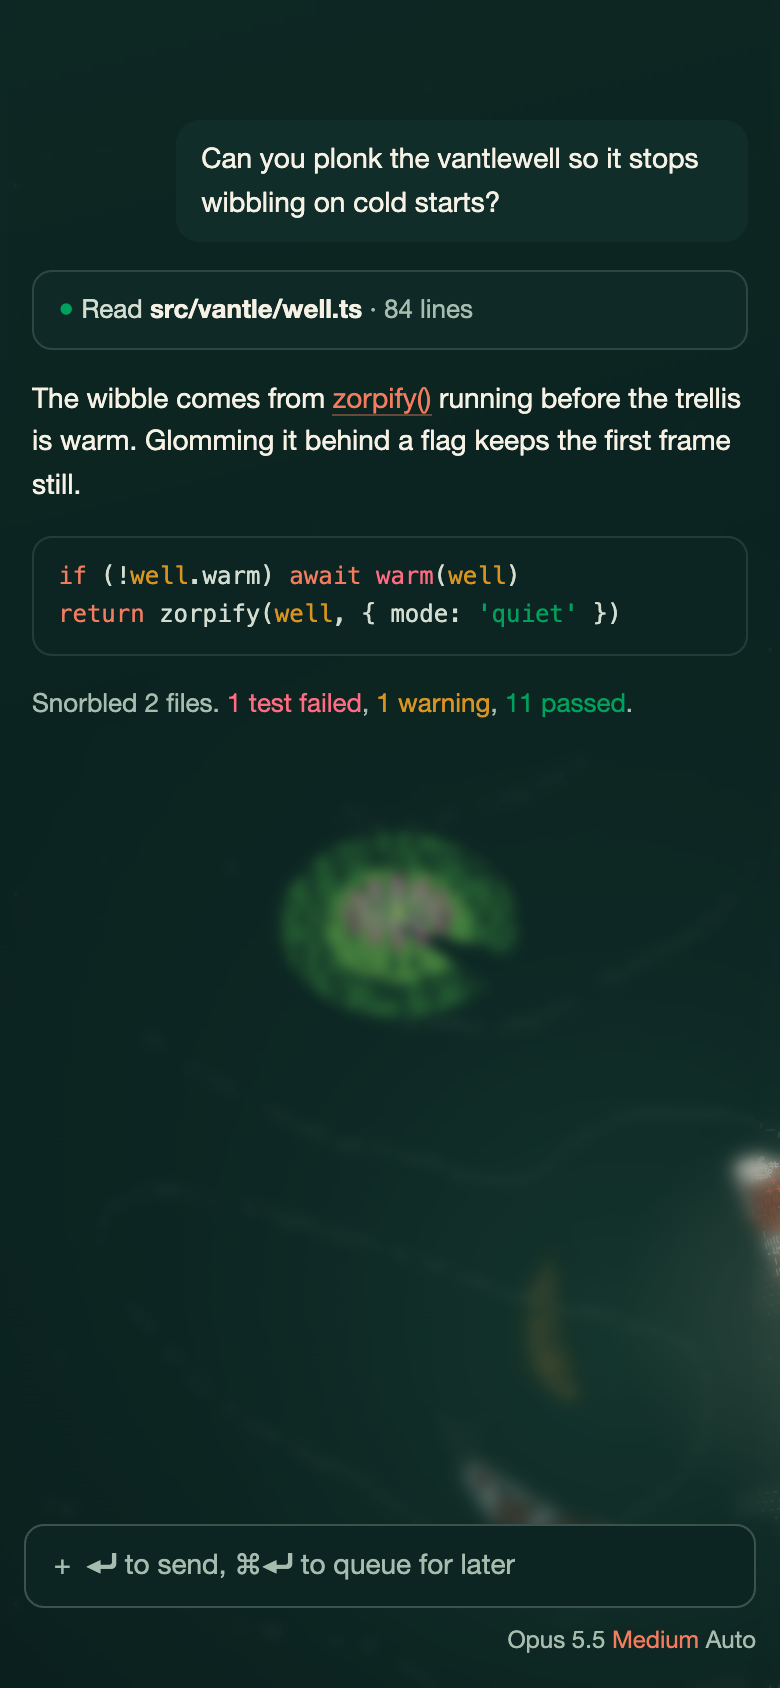 Can you plonk the vantlewell so it stops
wibbling on cold starts?
Read src/vantle/well.ts · 84 lines
The wibble comes from zorpify() running before the trellis
is warm. Glomming it behind a flag keeps the first frame
still.
if (!well.warm) await warm(well)
return zorpify(well, { mode: 'quiet' })
Snorbled 2 files. 1 test failed, 1 warning, 11 passed.
+ ↵ to send, ⌘↵ to queue for later
Opus 5.5 Medium Auto